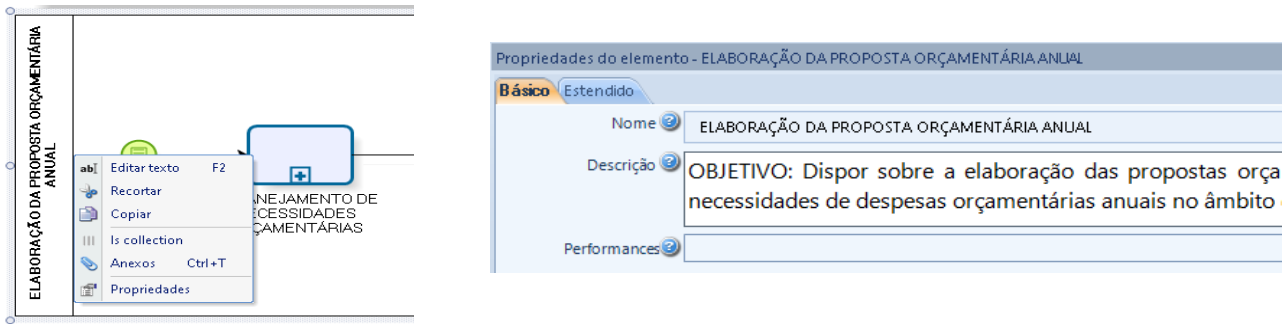 ELABORAÇÃO DA PROPOSTA ORÇAMENTÁRIA
ANUAL
Editar texto F2
Recortar
Copiar
Is collection
Anexos Ctrl+T
Propriedades
NEJAMENTO DE
ECESSIDADES
ÇAMENTÁRIAS
Propriedades do elemento - ELABORAÇÃO DA PROPOSTA ORÇAMENTÁRIA ANUAL
Básico Estendido
Nome ELABORAÇÃO DA PROPOSTA ORÇAMENTÁRIA ANUAL
Descrição OBJETIVO: Dispor sobre a elaboração das propostas orça
necessidades de despesas orçamentárias anuais no âmbito
Performances